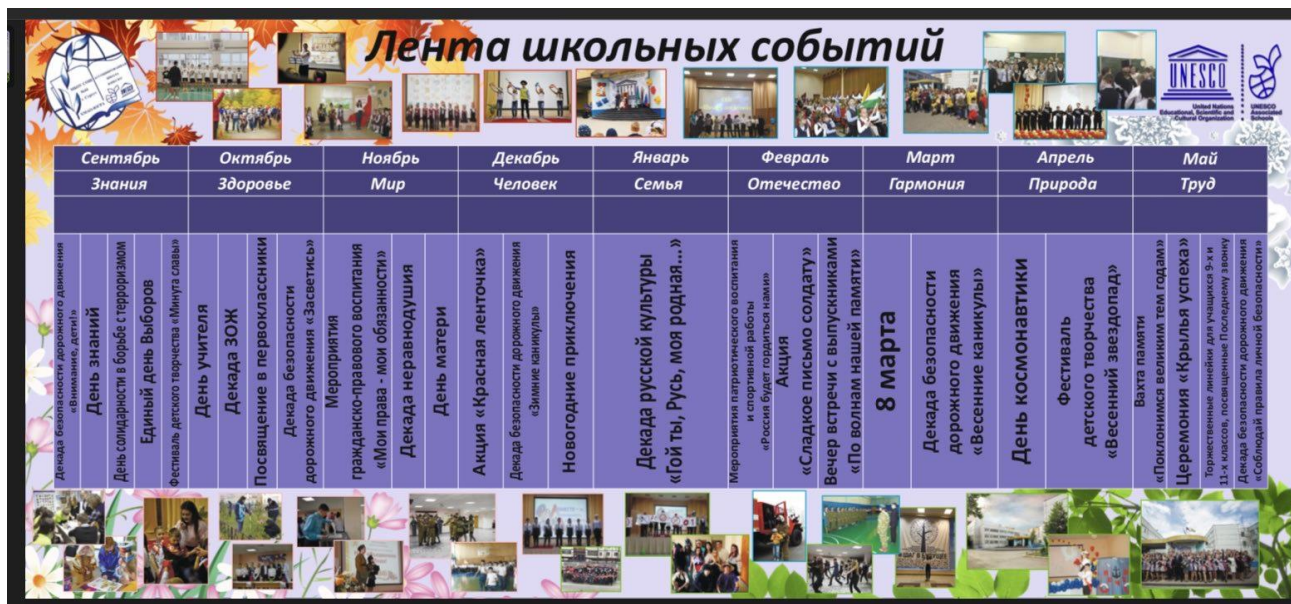 Лента школьных событий
UNESCO
United Nations
Educational, Scientific and
Cultural Organization
UNESCO
Associated
Schools
Сентябрь
Октябрь
Ноябрь
Декабрь
Январь
Февраль
Март
Апрель
Май
Знания
Здоровье
Мир
Человек
Семья
Отечество
Гармония
Природа
Труд
Декада безопасности дорожного движения
«Внимание, дети!»
День знаний
День солидарности в борьбе с терроризмом
Единый день Выборов
Фестиваль детского творчества «Минута славы»
День учителя
Декада ЗОЖ
Посвящение в первоклассники
Декада безопасности
дорожного движения «Засветись»
Мероприятия
гражданско-правового воспитания
«Мои права - мои обязанности»
Декада неравнодушия
День матери
Акция «Красная ленточка»
Декада безопасности дорожного движения
«Зимние каникулы»
Новогодние приключения
Декада русской культуры
«Гой ты, Русь, моя родная...»
Мероприятия патриотического воспитания
и спортивной работы
«Россия будет гордиться нами»
Акция
«Сладкое письмо солдату»
Вечер встречи с выпускниками
«По волнам нашей памяти»
8 марта
Декада безопасности
дорожного движения
«Весенние каникулы»
День космонавтики
Фестиваль
детского творчества
«Весенний звездопад»
Вахта памяти
«Поклонимся великим тем годам»
Церемония «Крылья успеха»
Торжественные линейки для учащихся 9-х и
11-х классов, посвященные Последнему звонку
Декада безопасности дорожного движения
«Соблюдай правила личной безопасности»